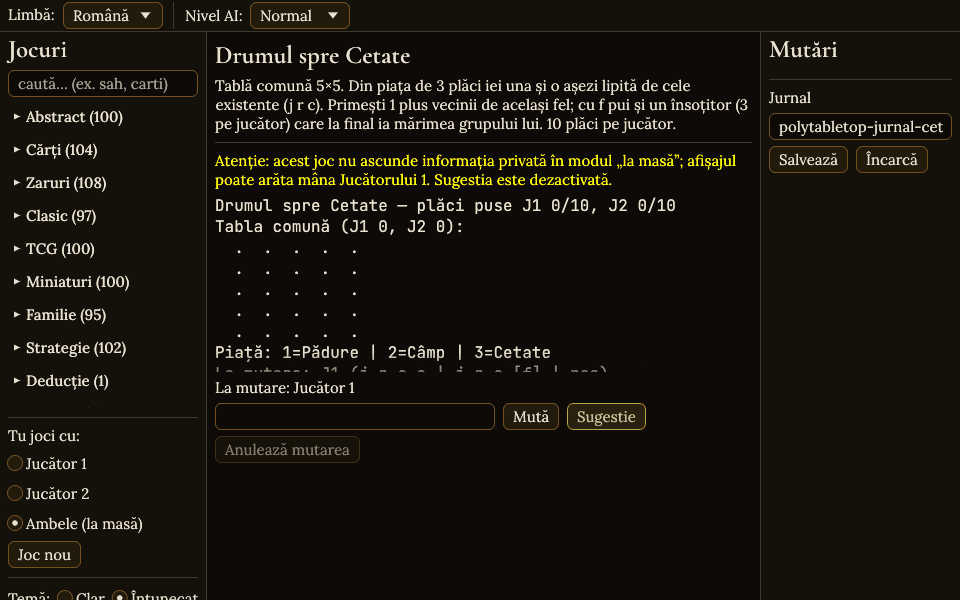 Limbă: Română Nivel AI: Normal
Jocuri
caută... (ex. sah, carti)
Abstract (100)
Cărți (104)
Zaruri (108)
Clasic (97)
TCG (100)
Miniaturi (100)
Familie (95)
Strategie (102)
Deducție (1)
Tu joci cu:
Jucător 1
Jucător 2
Ambele (la masă)
Joc nou
Temă: Clar Întunecat
Drumul spre Cetate
Tablă comună 5×5. Din piața de 3 plăci iei una și o așezi lipită de cele
existente (j r c). Primești 1 plus vecinii de același fel; cu f pui și un însoțitor (3
pe jucător) care la final ia mărimea grupului lui. 10 plăci pe jucător.
Atenție: acest joc nu ascunde informația privată în modul „la masă”; afișajul
poate arăta mâna Jucătorului 1. Sugestia este dezactivată.
Drumul spre Cetate — plăci puse J1 0/10, J2 0/10
Tabla comună (J1 0, J2 0):
. . . . .
. . . . .
. . . . .
. . . . .
. . . . .
Piață: 1=Pădure | 2=Câmp | 3=Cetate
La mutare: Jucător 1
Mută Sugestie
Anulează mutarea
Mutări
Jurnal
polytabletop-jurnal-cet
Salvează Încarcă